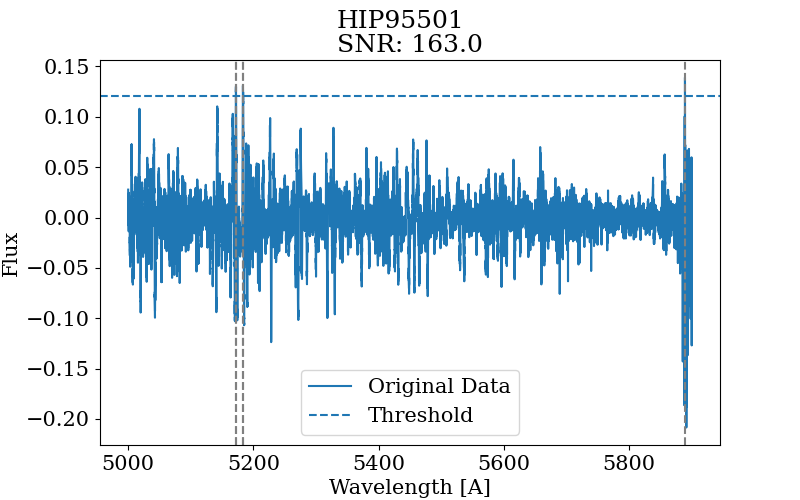 HIP95501
SNR: 163.0
0.15
0.10
0.05
0.00
−0.05
−0.10
−0.15
−0.20
Flux
Original Data
Threshold
5000
5200
5400
5600
5800
Wavelength [A]